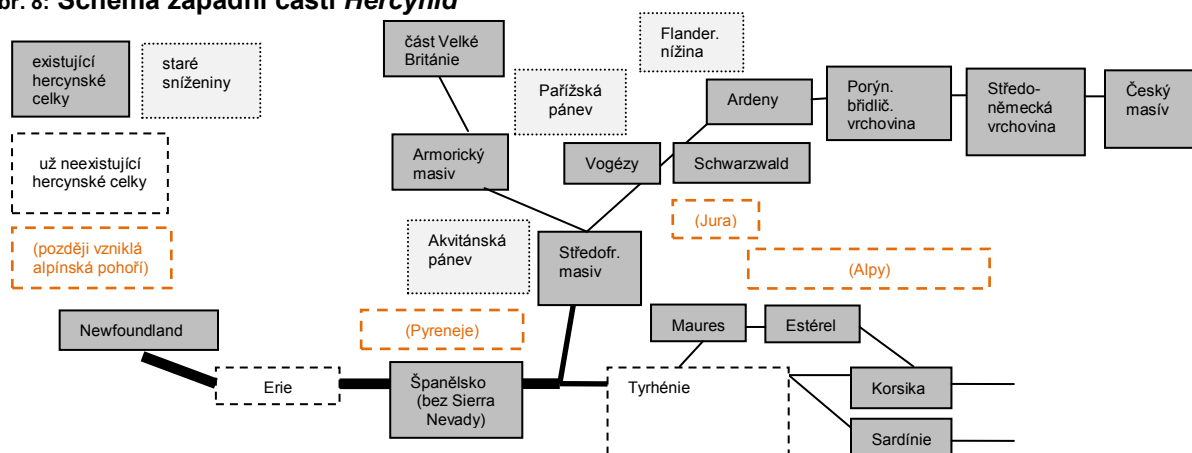 br. 8: Schéma západní části Hercynid
existující
hercynské
celky
staré
sníženiny
už neexistující
hercynské celky
(později vzniklá
alpínská pohoří)
část Velké
Británie
Flander.
nížina
Pařížská
pánev
Ardeny
Porýn.
břidlič.
vrchovina
Středo-
německá
vrchovina
Český
masív
Armorický
masiv
Vogézy
Schwarzwald
(Jura)
Akvitánská
pánev
Středofr.
masiv
(Alpy)
Newfoundland
(Pyreneje)
Maures
Estérel
Erie
Španělsko
(bez Sierra
Nevady)
Tyrhénie
Korsika
Sardínie